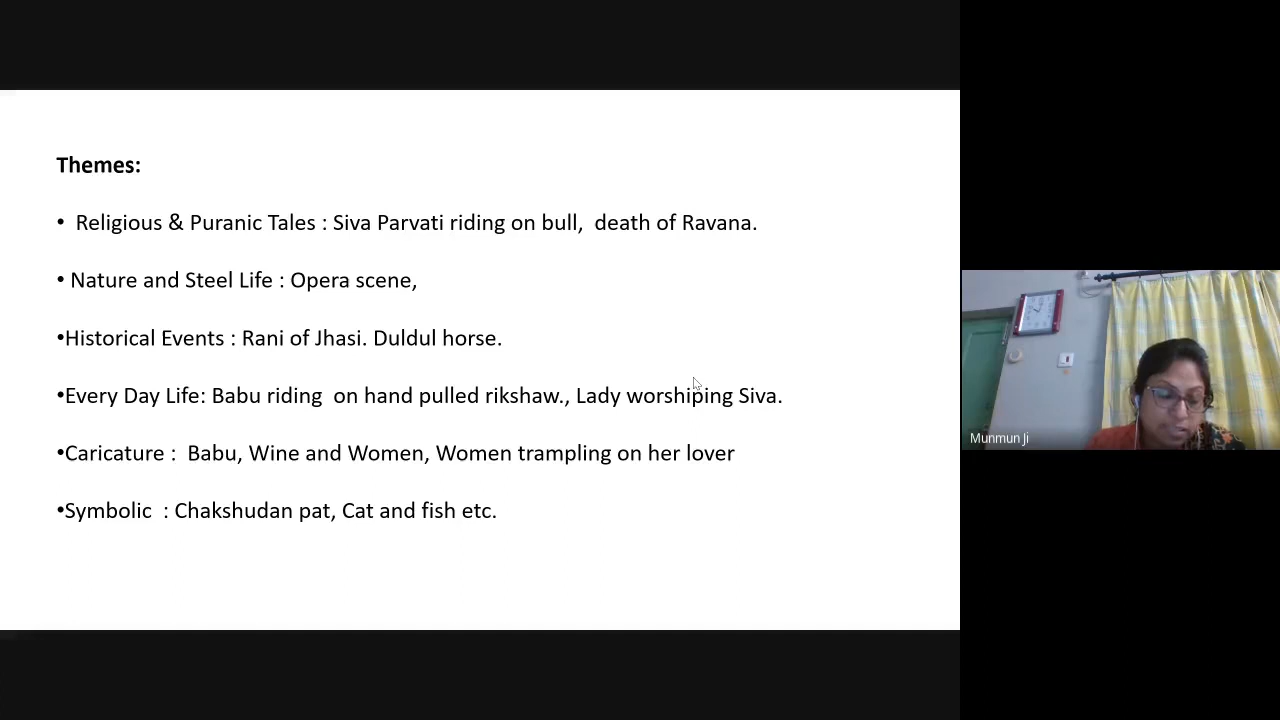 Themes:
• Religious & Puranic Tales : Siva Parvati riding on bull, death of Ravana.
• Nature and Steel Life : Opera scene,
•Historical Events : Rani of Jhasi. Duldul horse.
•Every Day Life: Babu riding on hand pulled rikshaw., Lady worshiping Siva.
•Caricature : Babu, Wine and Women, Women trampling on her lover
•Symbolic : Chakshudan pat, Cat and fish etc.
Munmun Ji